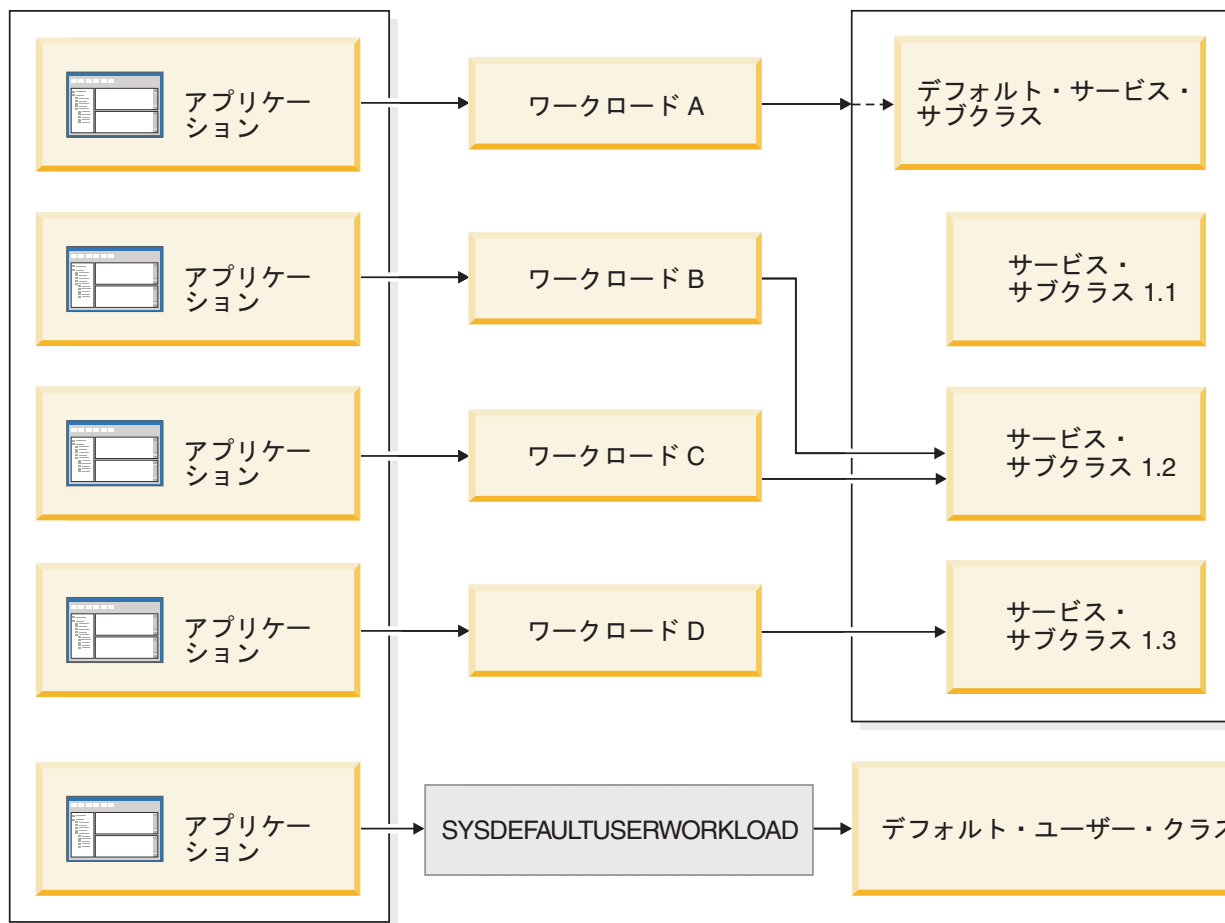 アプリケー
ション
ワークロード A
デフォルト・サービス・
サブクラス
アプリケー
ション
ワークロード B
サービス・
サブクラス 1.1
アプリケー
ション
ワークロード C
サービス・
サブクラス 1.2
アプリケー
ション
ワークロード D
サービス・
サブクラス 1.3
アプリケー
ション
SYSDEFAULTUSERWORKLOAD
デフォルト・ユーザー・クラス